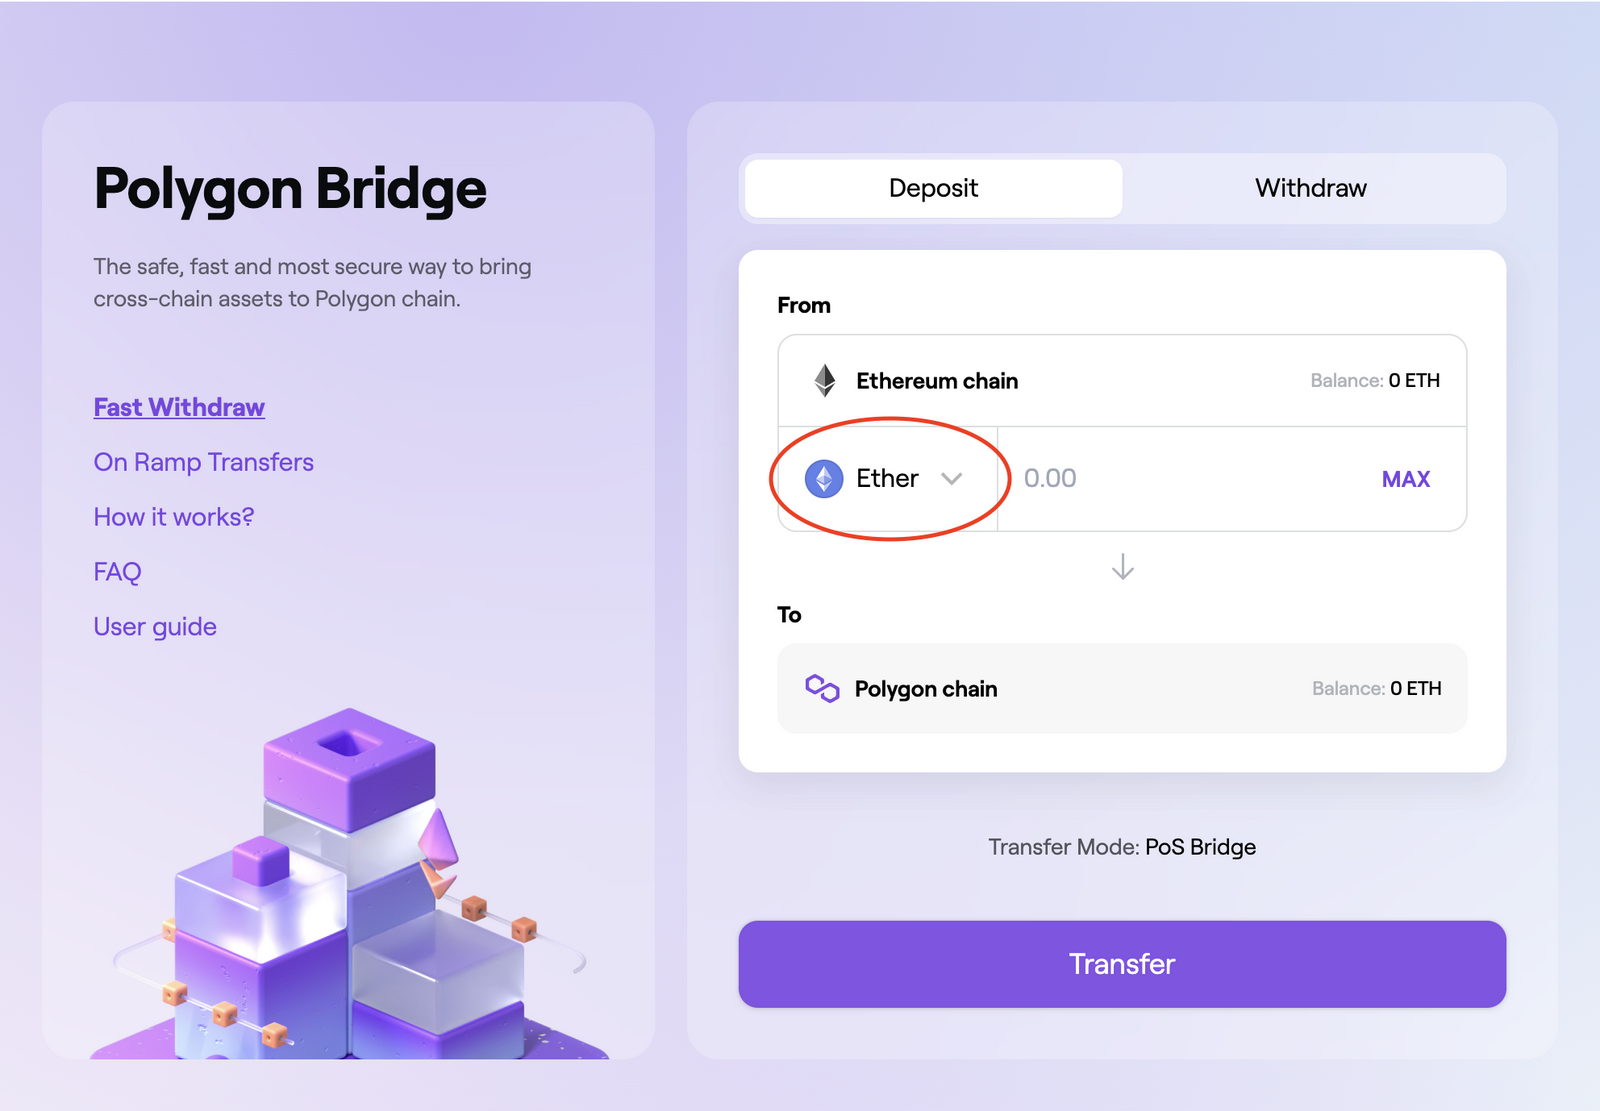 Polygon Bridge
The safe, fast and most secure way to bring
cross-chain assets to Polygon chain.
Fast Withdraw
On Ramp Transfers
How it works?
FAQ
User guide
Deposit
Withdraw
From
Ethereum chain
Balance: 0 ETH
Ether
0.00
MAX
To
Polygon chain
Balance: 0 ETH
Transfer Mode: PoS Bridge
Transfer